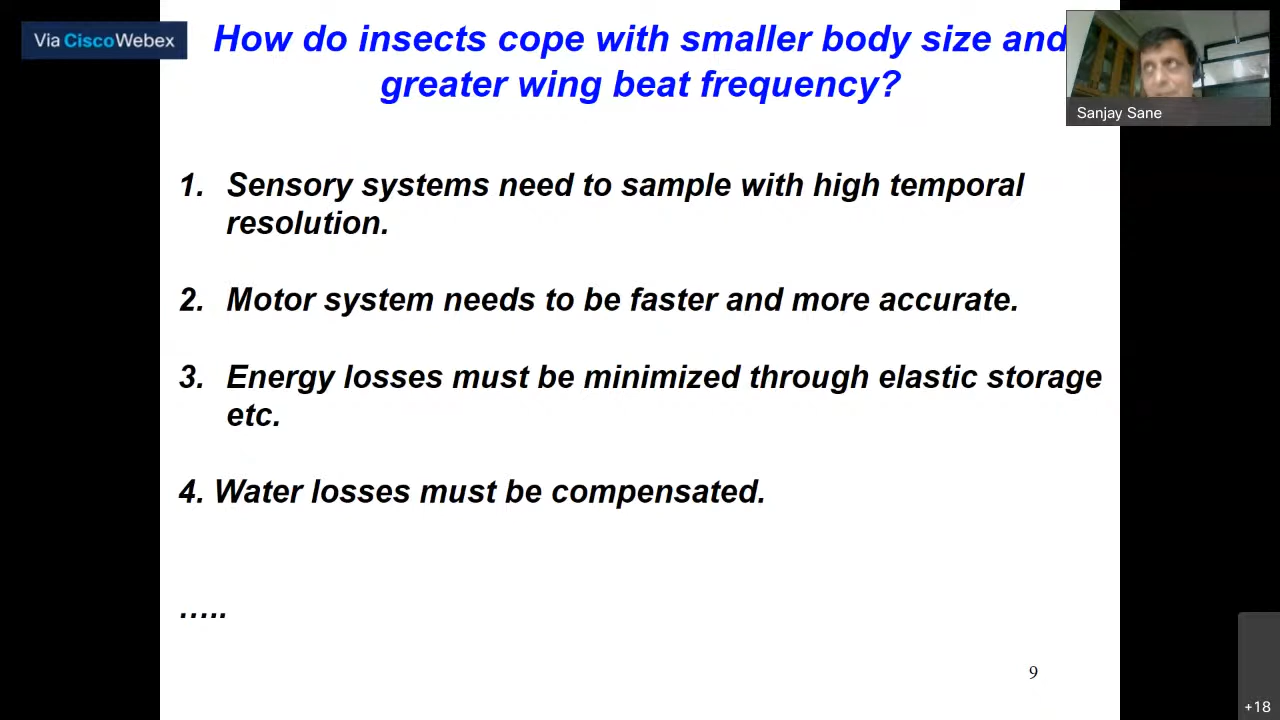 Via CiscoWebex
How do insects cope with smaller body size and
greater wing beat frequency?
Sanjay Sane
1. Sensory systems need to sample with high temporal
resolution.
2. Motor system needs to be faster and more accurate.
3. Energy losses must be minimized through elastic storage
etc.
4. Water losses must be compensated.
…..
9
+18